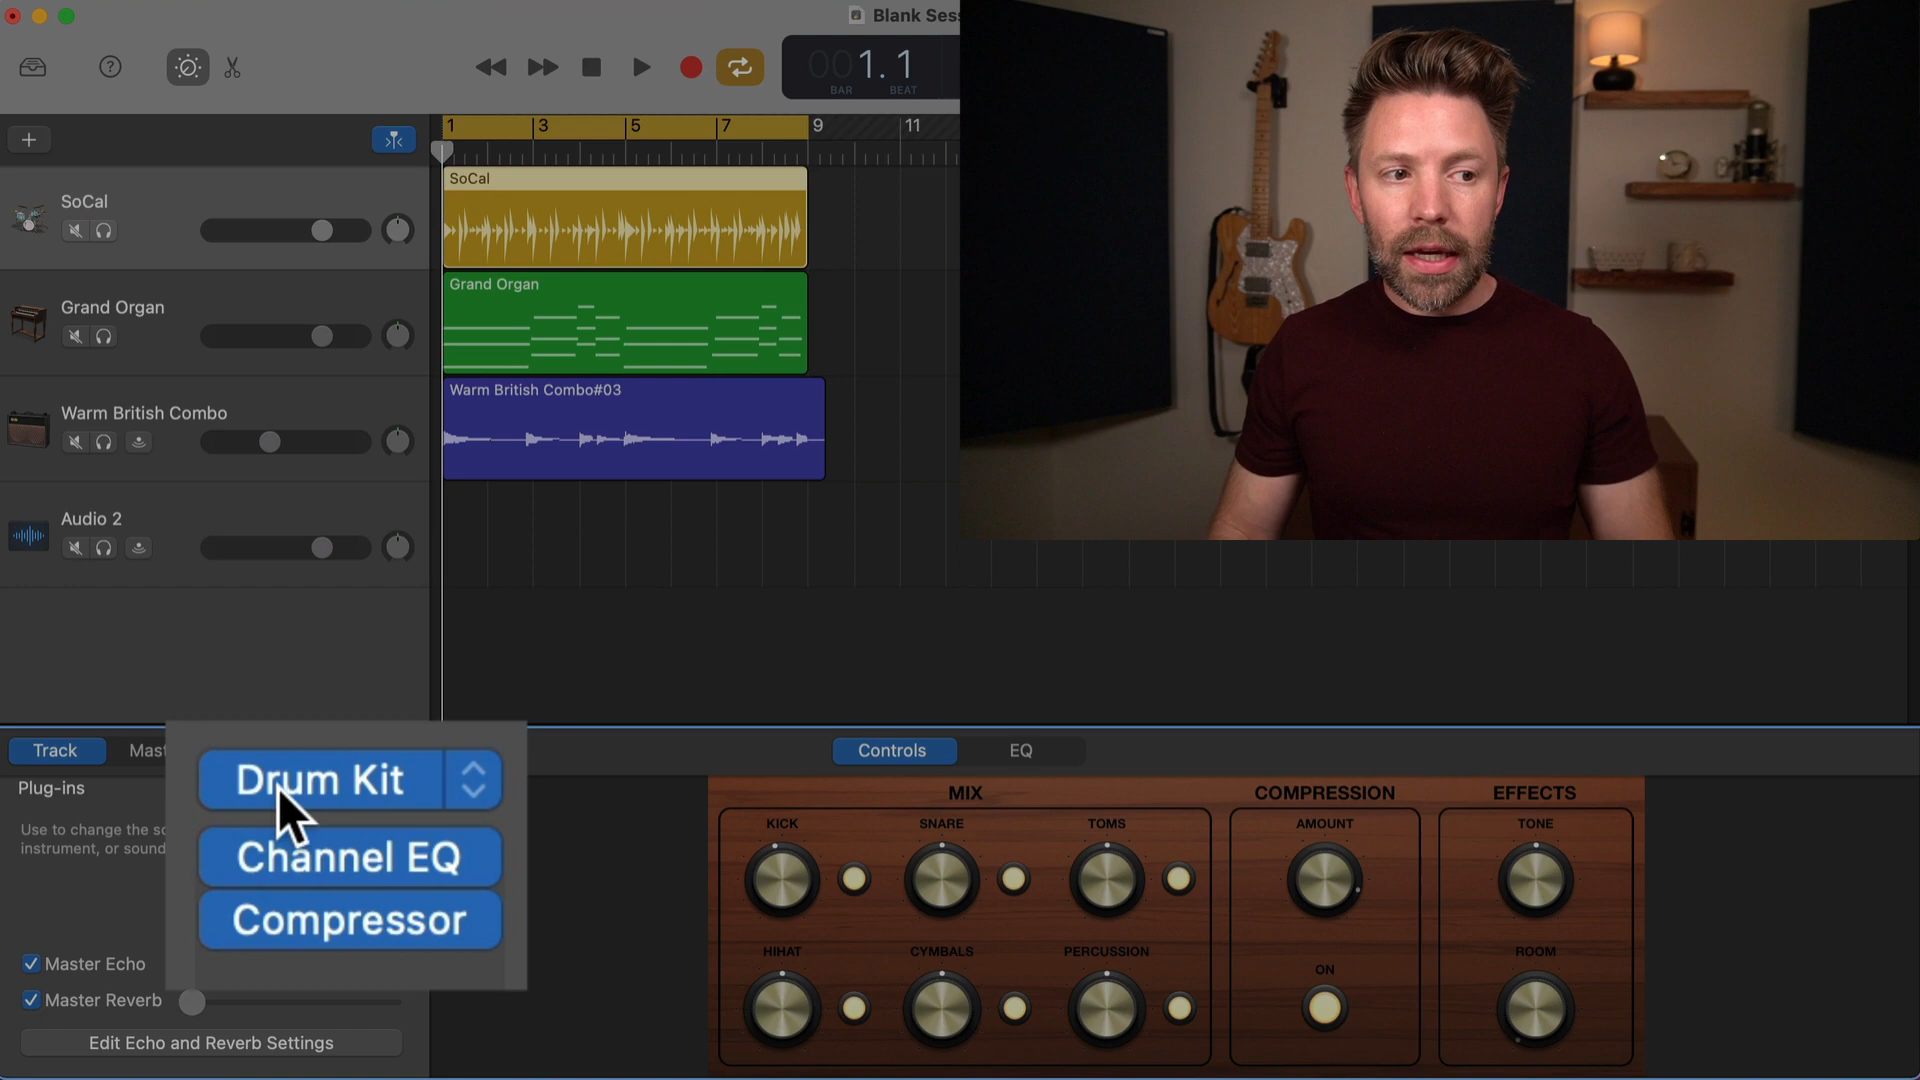 Blank Ses
001.1
BAR BEAT
1 3 5 7 9 11
SoCal
SoCal
Grand Organ
Grand Organ
Warm British Combo
Warm British Combo#03
Audio 2
Track Mast
Controls EQ
Plug-ins
Use to change the so
instrument, or sound
Drum Kit
Channel EQ
Compressor
Master Echo
Master Reverb
Edit Echo and Reverb Settings
MIX COMPRESSION EFFECTS
KICK SNARE TOMS AMOUNT TONE
HIHAT CYMBALS PERCUSSION ON ROOM